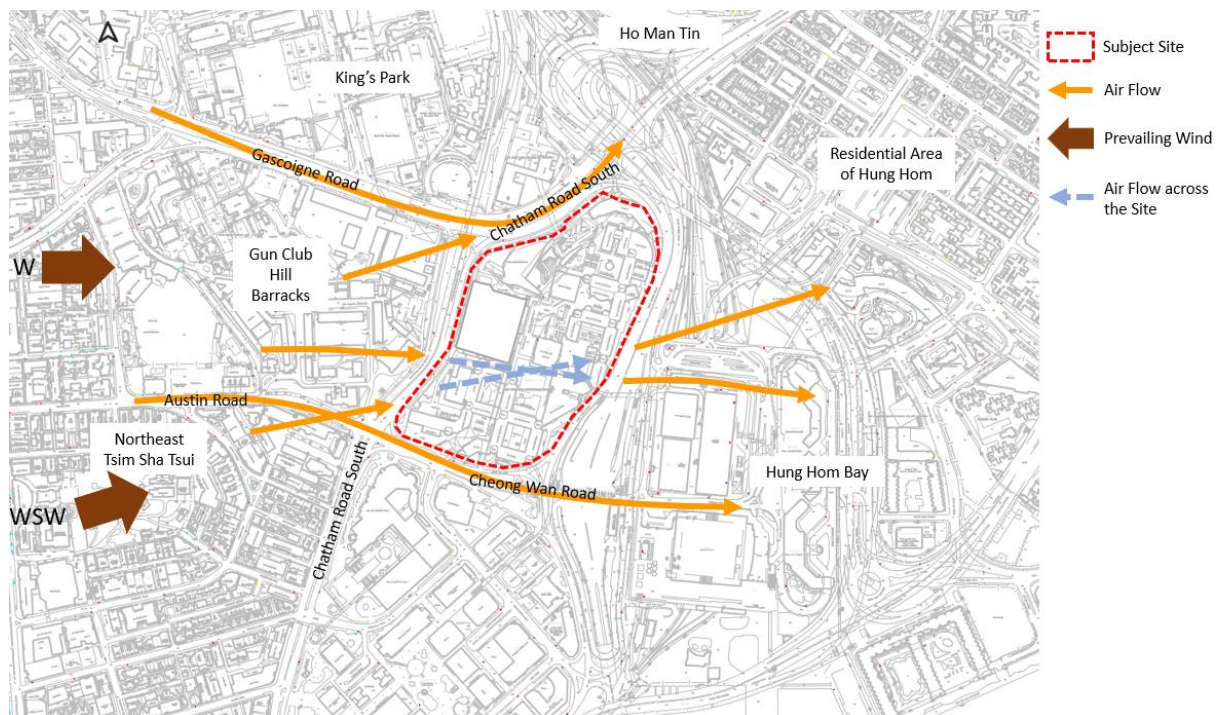 Ho Man Tin
King's Park
Subject Site
Air Flow
Prevailing Wind
Air Flow across
the Site
Gascoigne Road
Chatham Road South
Residential Area
of Hung Hom
W
Gun Club
Hill
Barracks
Austin Road
Northeast
Tsim Sha Tsui
WSW
Chatham Road South
Cheong Wan Road
Hung Hom Bay